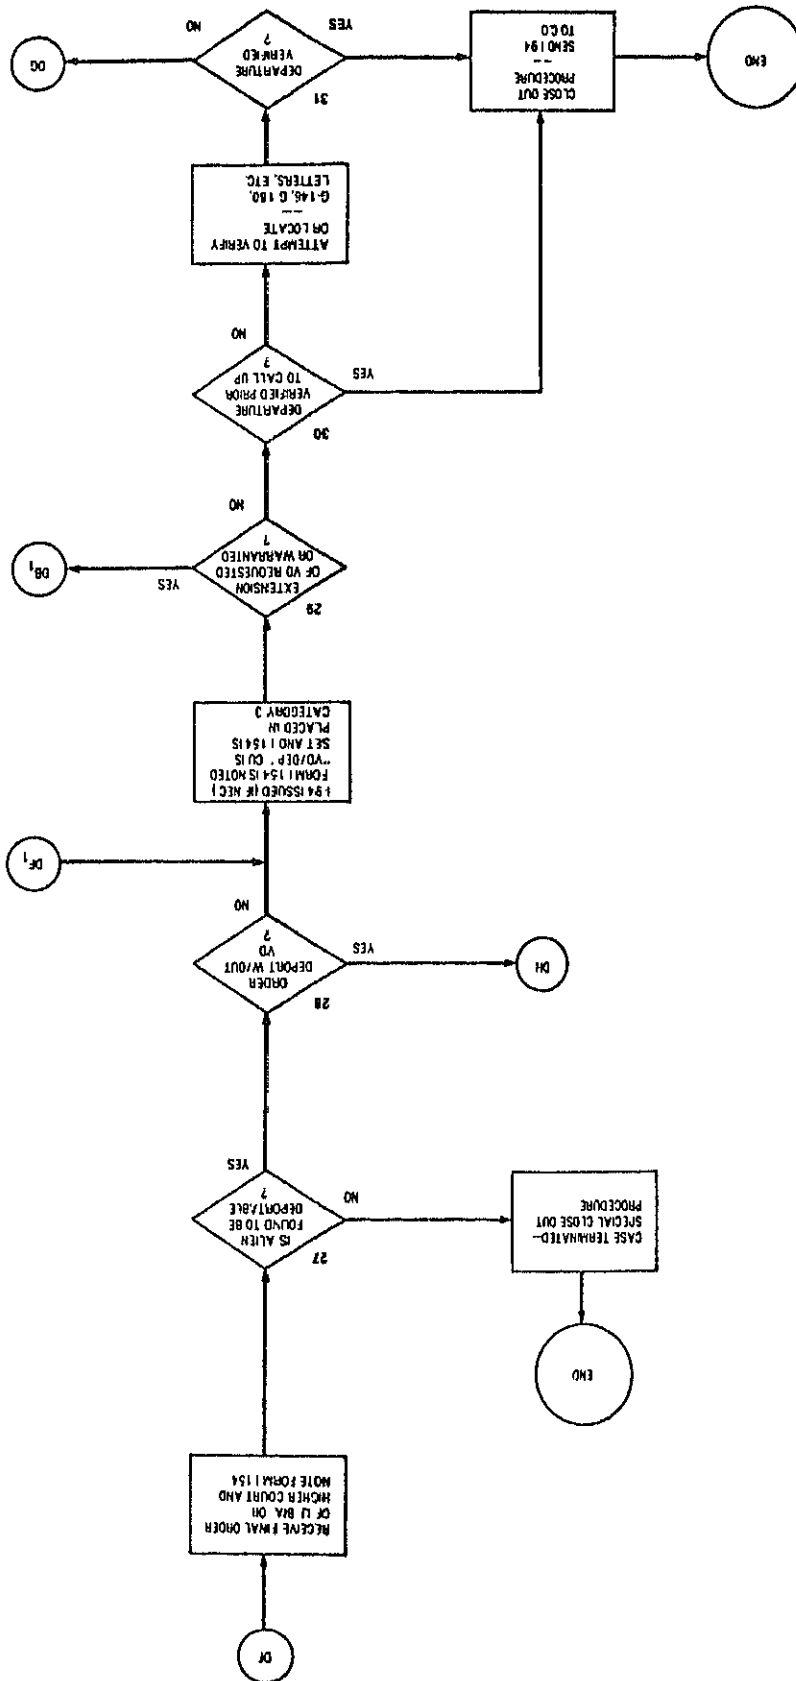 DF
RECEIVE FINAL ORDER
OF IJ BIA, OR
HIGHER COURT AND
NOTE FORM I 154
27
IS ALIEN
FOUND TO BE
DEPORTABLE
?
NO
YES
CASE TERMINATED—
SPECIAL CLOSE OUT
PROCEDURE
END
28
ORDER
DEPORT W/OUT
VD
?
YES
NO
DH
DF1
I-94 ISSUED (IF NEC)
FORM I 154 IS NOTED
"VD/DEP" CU IS
SET AND I 154 IS
PLACED IN
CATEGORY 3
29
EXTENSION
OF VD REQUESTED
OR WARRANTED
?
YES
NO
DB1
30
DEPARTURE
VERIFIED PRIOR
TO CALL UP
?
YES
NO
ATTEMPT TO VERIFY
OR LOCATE
——
G-146, G 180,
LETTERS, ETC.
31
DEPARTURE
VERIFIED
?
YES
NO
DG
CLOSE OUT
PROCEDURE
— —
SEND I 94
TO C.O
END